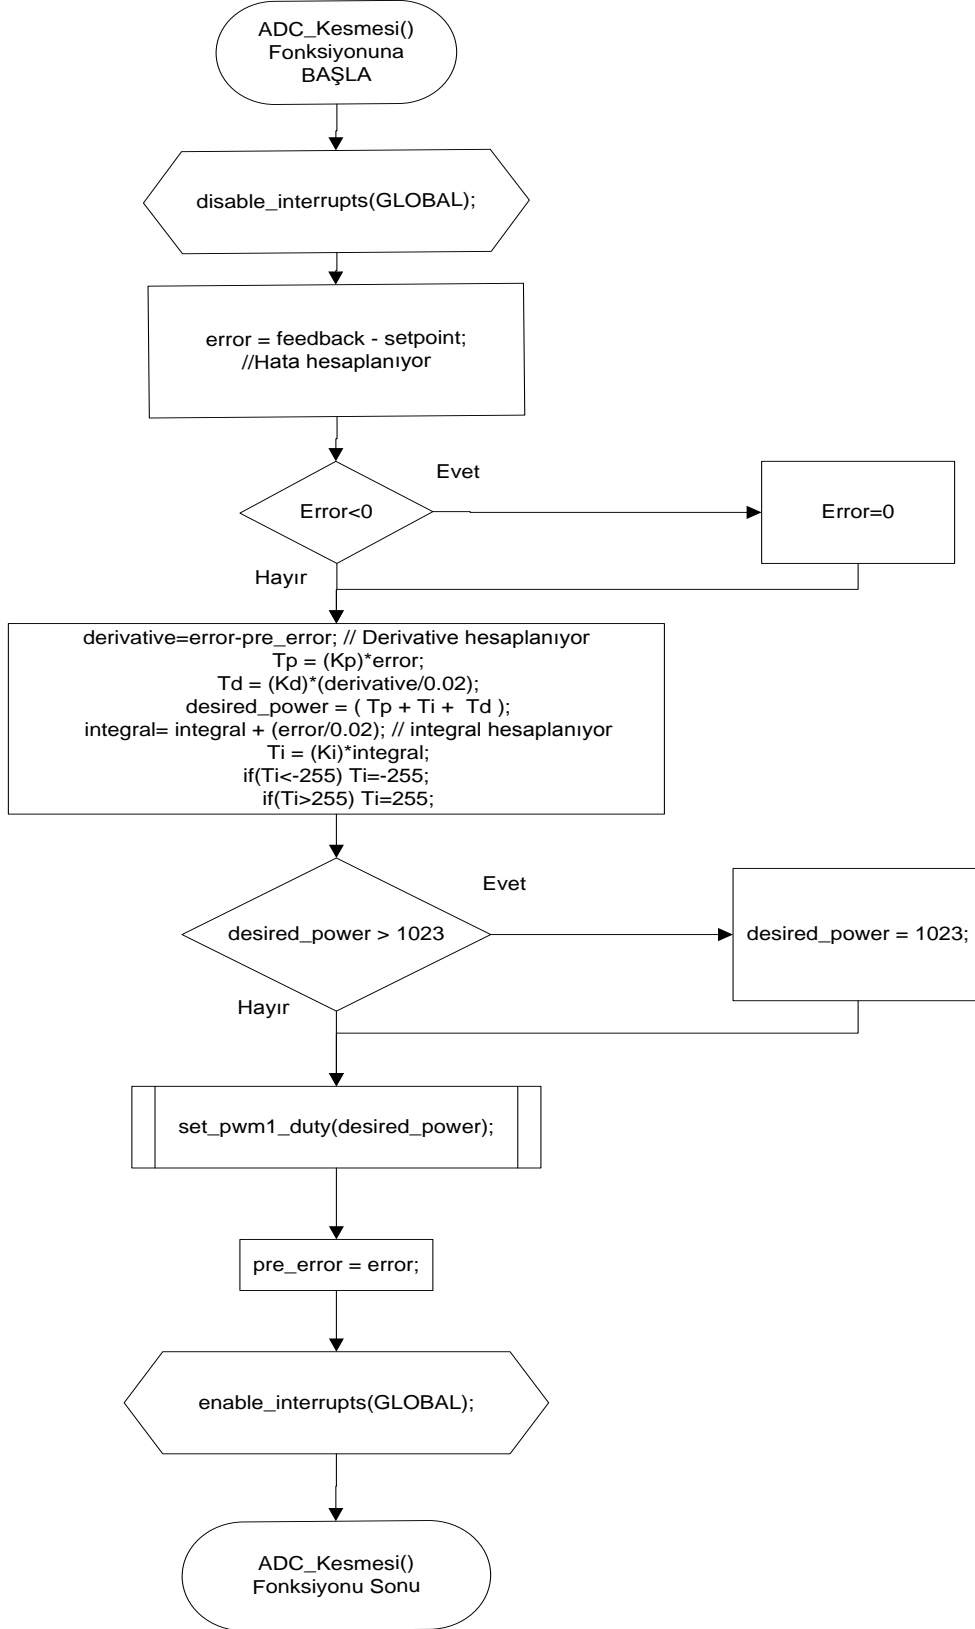 ADC_Kesmesi()
Fonksiyonuna
BAŞLA
disable_interrupts(GLOBAL);
error = feedback - setpoint;
//Hata hesaplanıyor
Evet
Error<0
Error=0
Hayır
derivative=error-pre_error; // Derivative hesaplanıyor
Tp = (Kp)*error;
Td = (Kd)*(derivative/0.02);
desired_power = ( Tp + Ti + Td );
integral= integral + (error/0.02); // integral hesaplanıyor
Ti = (Ki)*integral;
if(Ti<-255) Ti=-255;
if(Ti>255) Ti=255;
Evet
desired_power > 1023
desired_power = 1023;
Hayır
set_pwm1_duty(desired_power);
pre_error = error;
enable_interrupts(GLOBAL);
ADC_Kesmesi()
Fonksiyonu Sonu